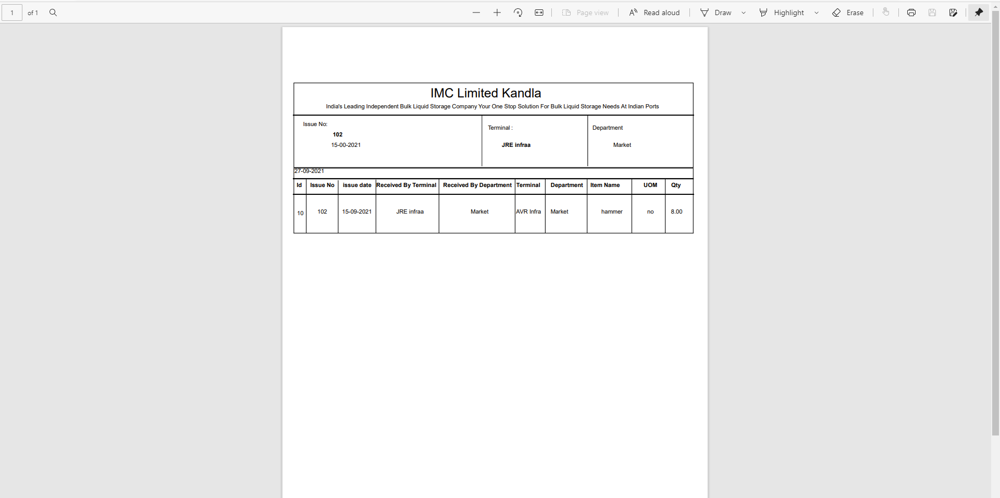 1 of 1 Page view Read aloud Draw Highlight Erase
IMC Limited Kandla
India's Leading Independent Bulk Liquid Storage Company Your One Stop Solution For Bulk Liquid Storage Needs At Indian Ports
Issue No:
102
15-00-2021
Terminal :
JRE infraa
Department
Market
27-09-2021
Id Issue No issue date Received By Terminal Received By Department Terminal Department Item Name UOM Qty
10 102 15-09-2021 JRE infraa Market AVR Infra Market hammer no 8.00